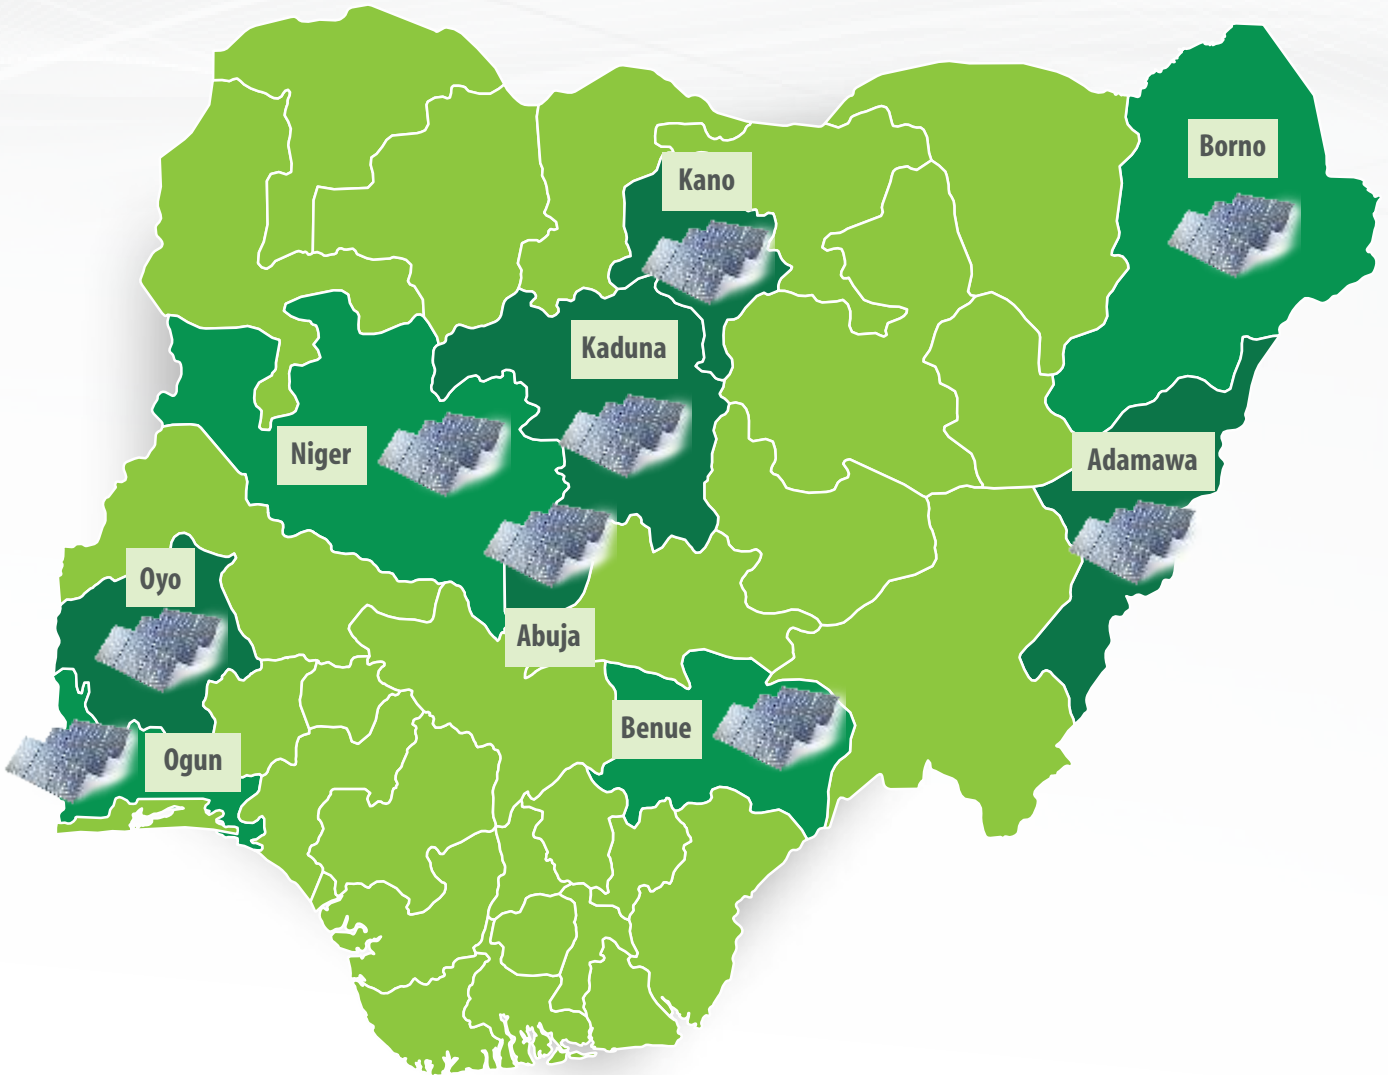 Borno
Kano
Kaduna
Niger
Adamawa
Oyo
Abuja
Benue
Ogun